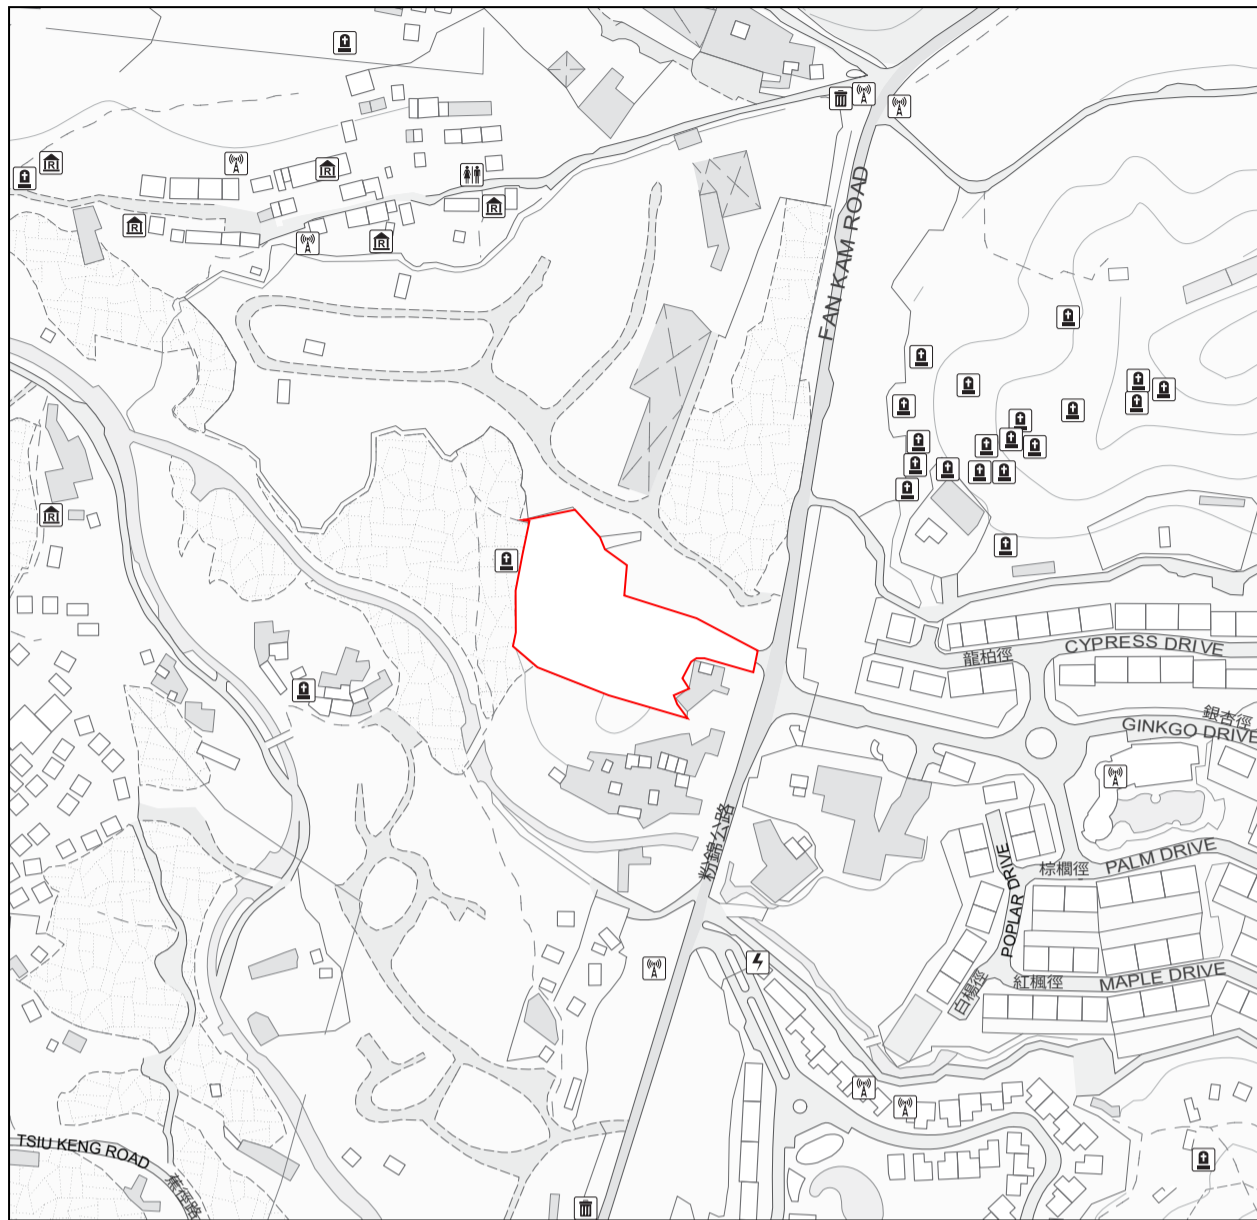 FAN KAM ROAD
CYPRESS DRIVE
龍柏徑
銀杏徑
GINKGO DRIVE
粉錦公路
PALM DRIVE
棕櫚徑
POPLAR DRIVE
紅楓徑
MAPLE DRIVE
白楊徑
TSIU KENG ROAD
蕉徑路
R
R
R
R
R
R